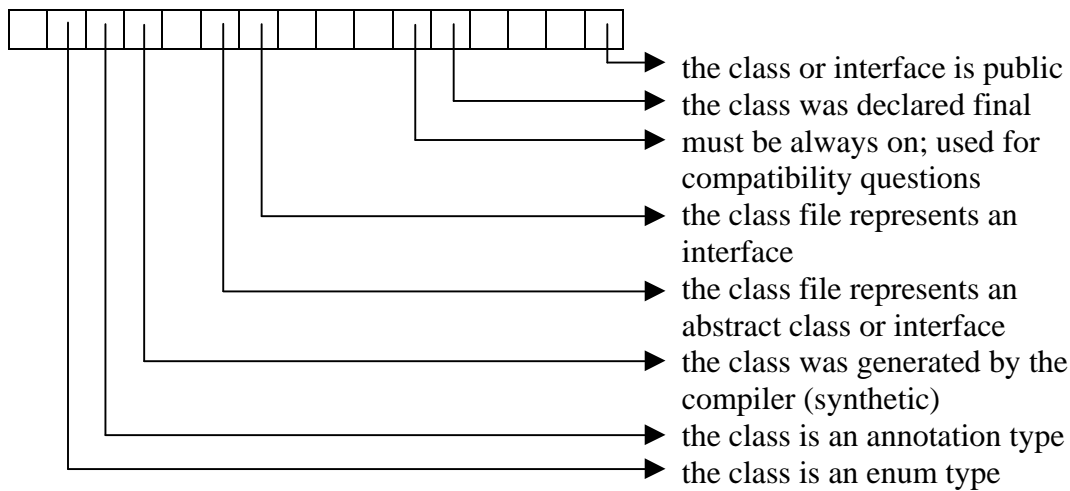 the class or interface is public
the class was declared final
must be always on; used for
compatibility questions
the class file represents an
interface
the class file represents an
abstract class or interface
the class was generated by the
compiler (synthetic)
the class is an annotation type
the class is an enum type